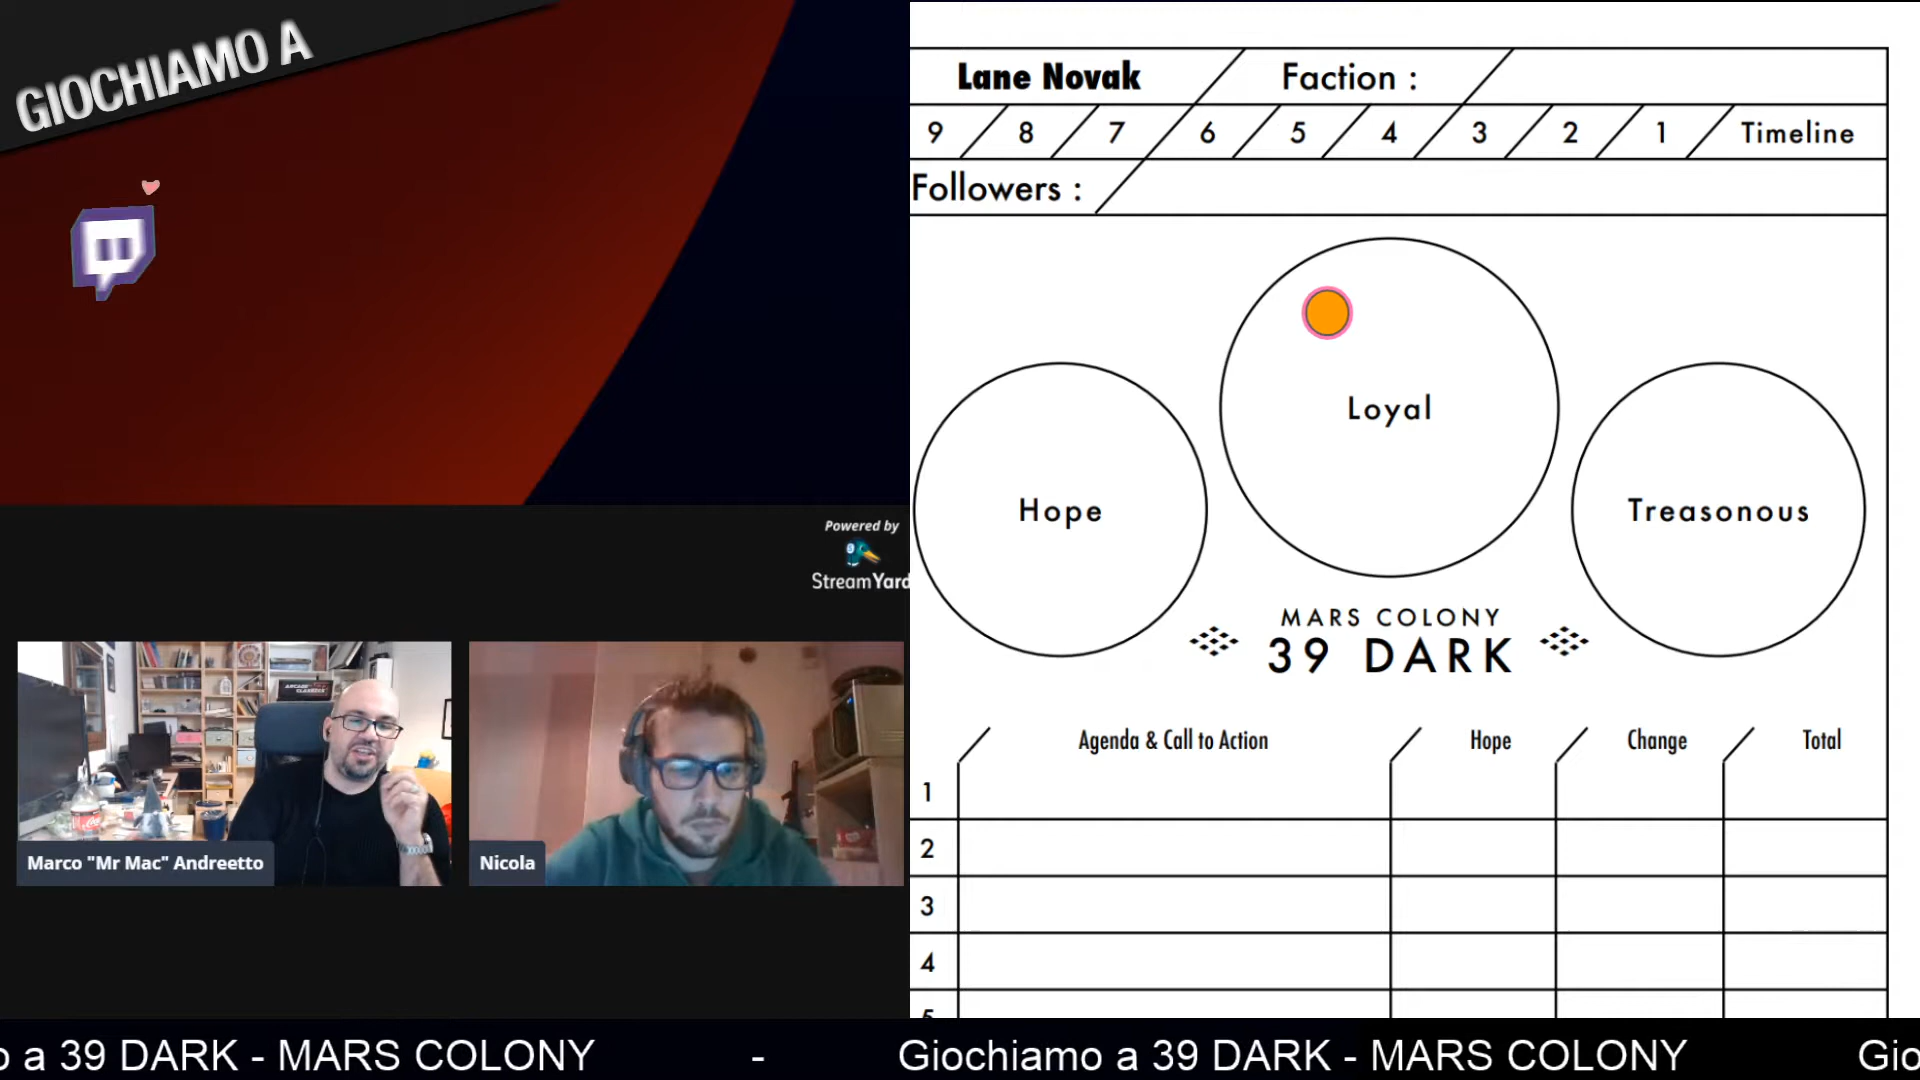 GIOCHIAMO A
Powered by
StreamYard
Marco "Mr Mac" Andreetto
Nicola
Lane Novak
Faction :
9 8 7 6 5 4 3 2 1 Timeline
Followers :
Loyal
Hope
Treasonous
MARS COLONY
39 DARK
Agenda & Call to Action Hope Change Total
1
2
3
4
5
o a 39 DARK - MARS COLONY - Giochiamo a 39 DARK - MARS COLONY Gio